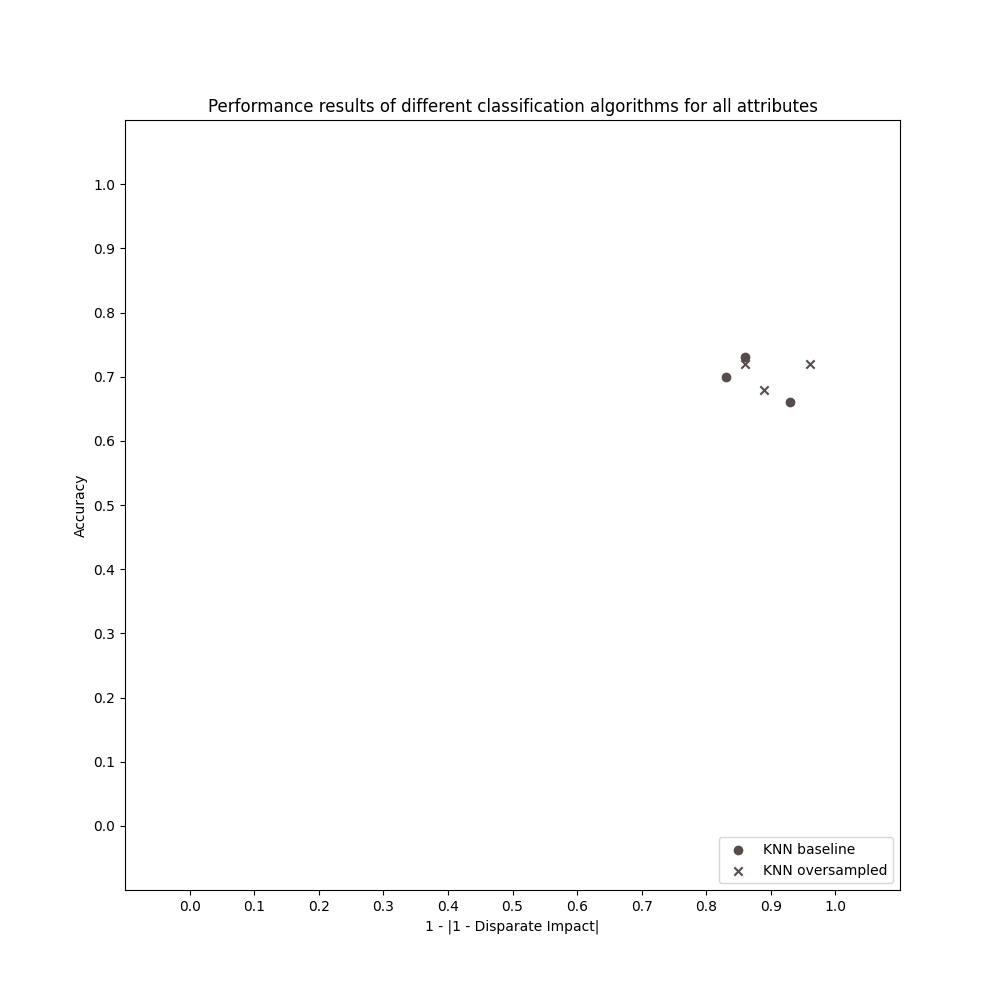 Performance results of different classification algorithms for all attributes
1.0
0.9
0.8
0.7
0.6
0.5
0.4
0.3
0.2
0.1
0.0
Accuracy
KNN baseline
KNN oversampled
0.0 0.1 0.2 0.3 0.4 0.5 0.6 0.7 0.8 0.9 1.0
1 - |1 - Disparate Impact|